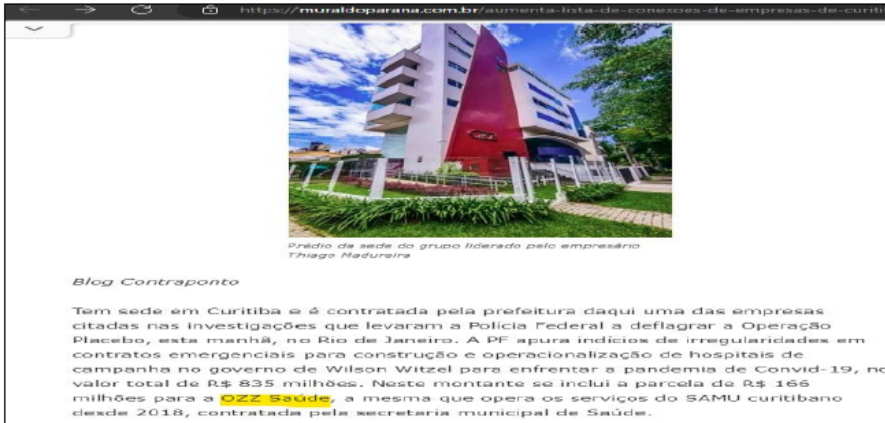 https://muraldoparana.com.br/aumenta-lista-de-conexoes-de-empresas-de-curiti
Prédio da sede do grupo liderado pelo empresário
Thiago Madureira
Blog Contraponto
Tem sede em Curitiba e é contratada pela prefeitura daqui uma das empresas
citadas nas investigações que levaram a Polícia Federal a deflagrar a Operação
Placebo, esta manhã, no Rio de Janeiro. A PF apura indícios de irregularidades em
contratos emergenciais para construção e operacionalização de hospitais de
campanha no governo de Wilson Witzel para enfrentar a pandemia de Convid-19, no
valor total de R$ 835 milhões. Neste montante se inclui a parcela de R$ 166
milhões para a OZZ Saúde, a mesma que opera os serviços do SAMU curitibano
desde 2018, contratada pela secretaria municipal de Saúde.